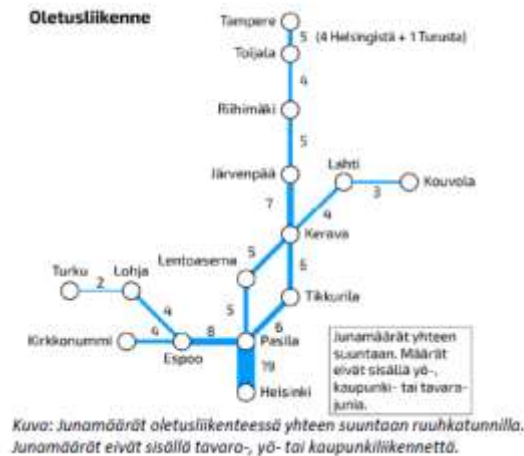 Oletusliikenne
Tampere
5 (4 Helsingistä + 1 Turusta)
Toijala
4
Riihimäki
5
Järvenpää
Lahti
Kouvola
7
4
3
Kerava
Lentoasema
5
6
Turku
Lohja
2
Tikkurila
4
5
6
Kirkkonummi
4
8
Pasila
Espoo
19
Helsinki
Junamäärät yhteen
suuntaan. Määrät
eivät sisällä yö-,
kaupunki- tai tavara-
junia.
Kuva: Junamäärät oletusliikenteessä yhteen suuntaan ruuhkatunnilla.
Junamäärät eivät sisällä tavara-, yö- tai kaupunkiliikennettä.